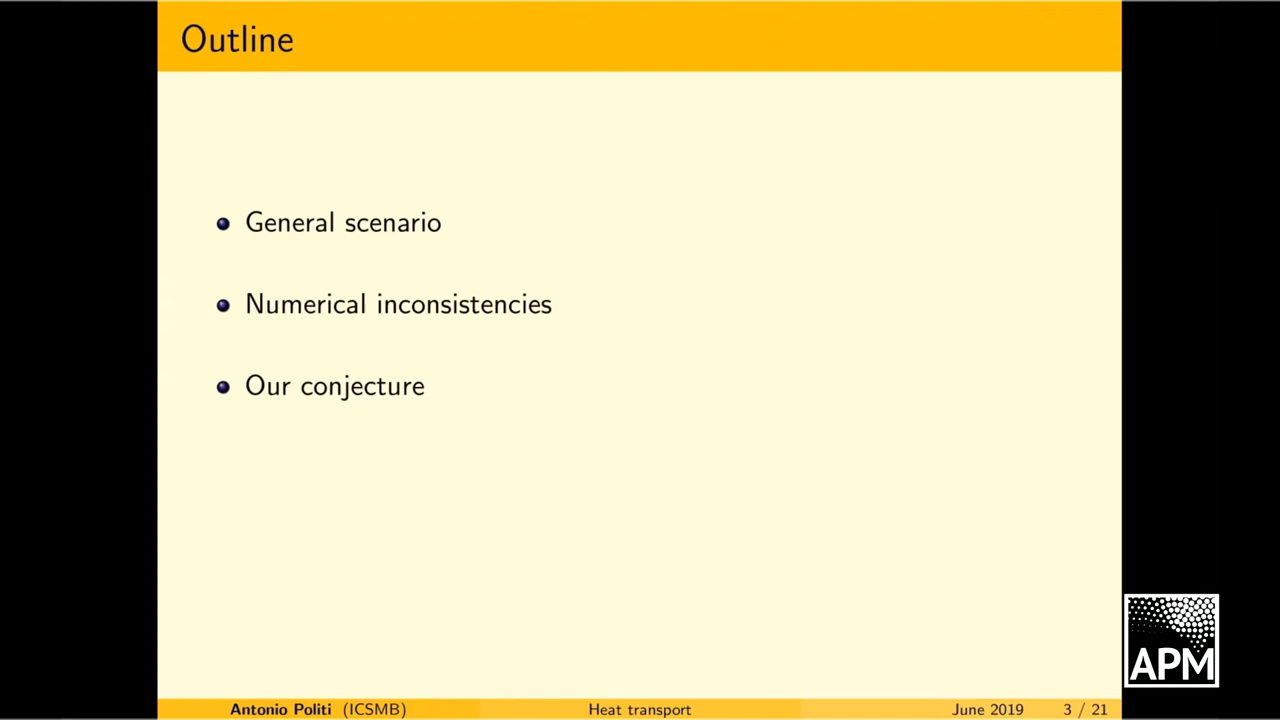 Outline
General scenario
Numerical inconsistencies
Our conjecture
APM
Antonio Politi (ICSMB) Heat transport June 2019 3 / 21